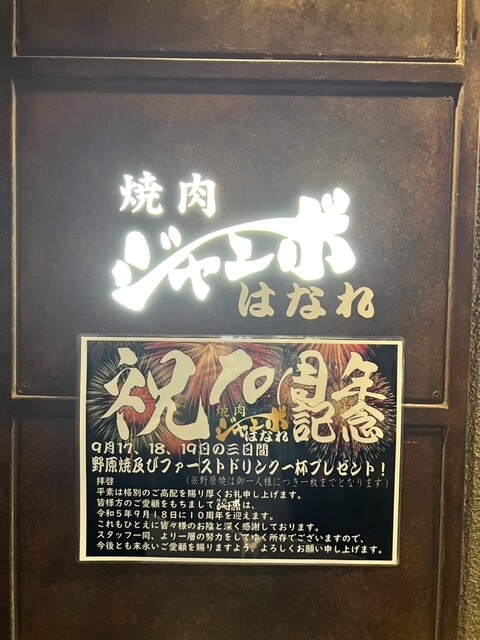 焼肉
ジャンボ
はなれ
祝10周年記念
焼肉
ジャンボ
はなれ
9月17、18、19日の三日間
野原焼及びファーストドリンク一杯プレゼント!
(※野原焼は御一人様につき一枚までとなります)
拝啓
平素は格別のご高配を賜り厚くお礼申し上げます。
皆様方のご愛顧をもちまして焼肉ジャンボはなれは、
令和5年9月18日に10周年を迎えます。
これもひとえに皆々様のお陰と深く感謝しております。
スタッフ一同、より一層の努力をしてゆく所存でございますので、
今後とも末永いご愛顧を賜りますよう、よろしくお願い申し上げます。